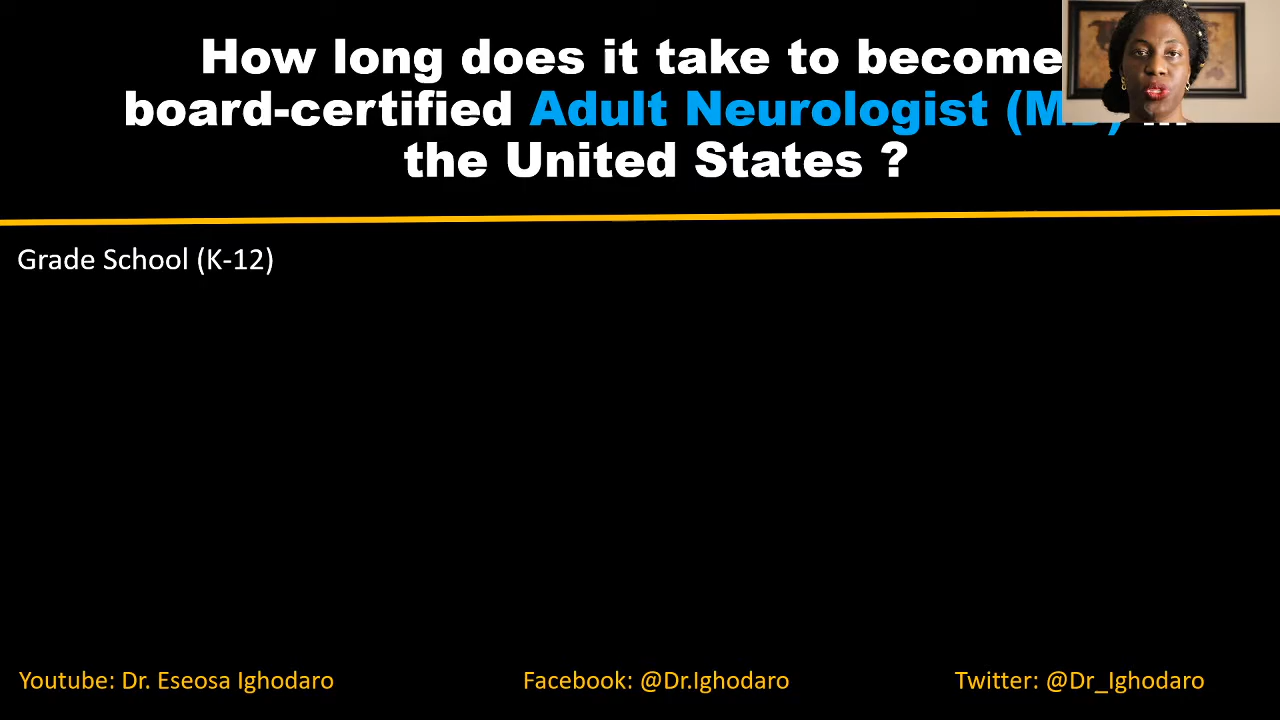 How long does it take to become
board-certified Adult Neurologist
the United States ?
Grade School (K-12)
Youtube: Dr. Eseosa Ighodaro
Facebook: @Dr.Ighodaro
Twitter: @Dr_Ighodaro